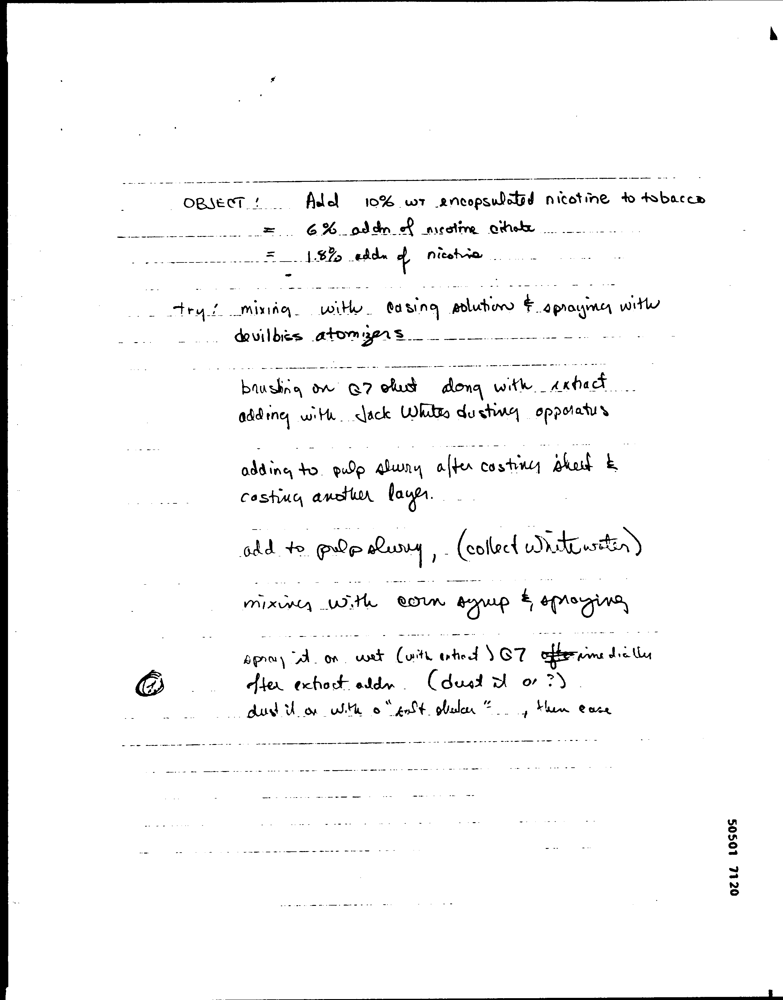 OBJECT: Add 10% wt encapsulated nicotine to tobacco
= 6% addn of nicotine citrate
= 1.8% addn of nicotine
try: mixing with casing solution & spraying with
devilbiss atomizers
brushing on G7 sheet along with extract
adding with Jack Whites dusting apparatus
adding to pulp slurry after casting sheet &
casting another layer.
add to pulp slurry, (collect white water)
mixing with corn syrup & spraying
spray it on wet (with extract) G7 immediatley
after extract addn. (dust it on ?)
dust it on with a "salt shaker", then case
50501 7120